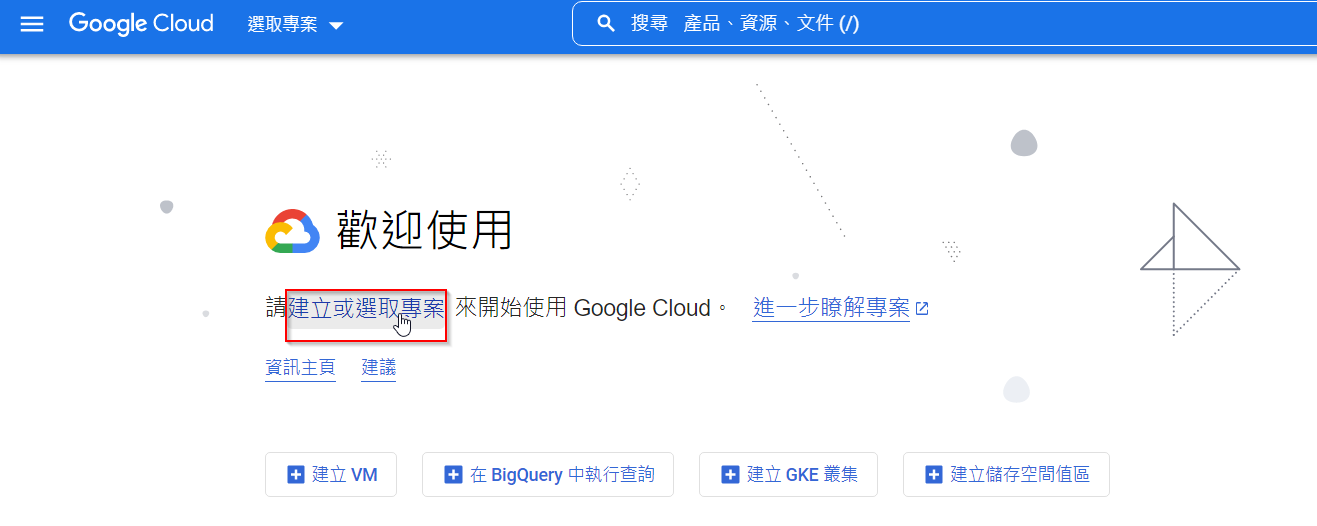 Google Cloud 選取專案 搜尋 產品、資源、文件 (/)
歡迎使用
請建立或選取專案 來開始使用 Google Cloud。 進一步瞭解專案
資訊主頁 建議
建立 VM 在 BigQuery 中執行查詢 建立 GKE 叢集 建立儲存空間值區